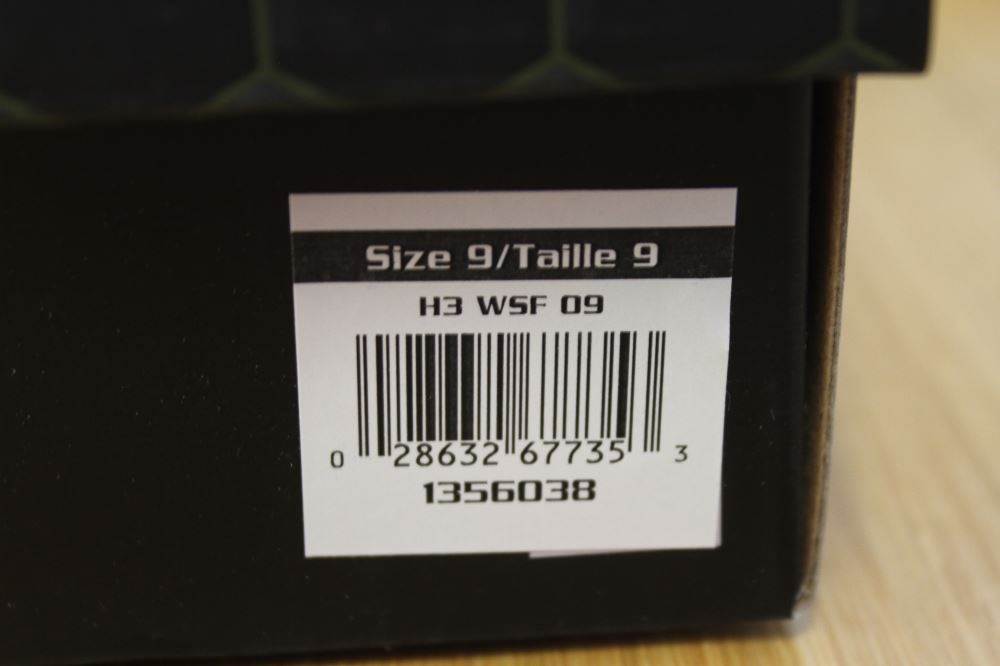 Size 9/Taille 9
H3 WSF 09
0 28632 67735 3
1356038